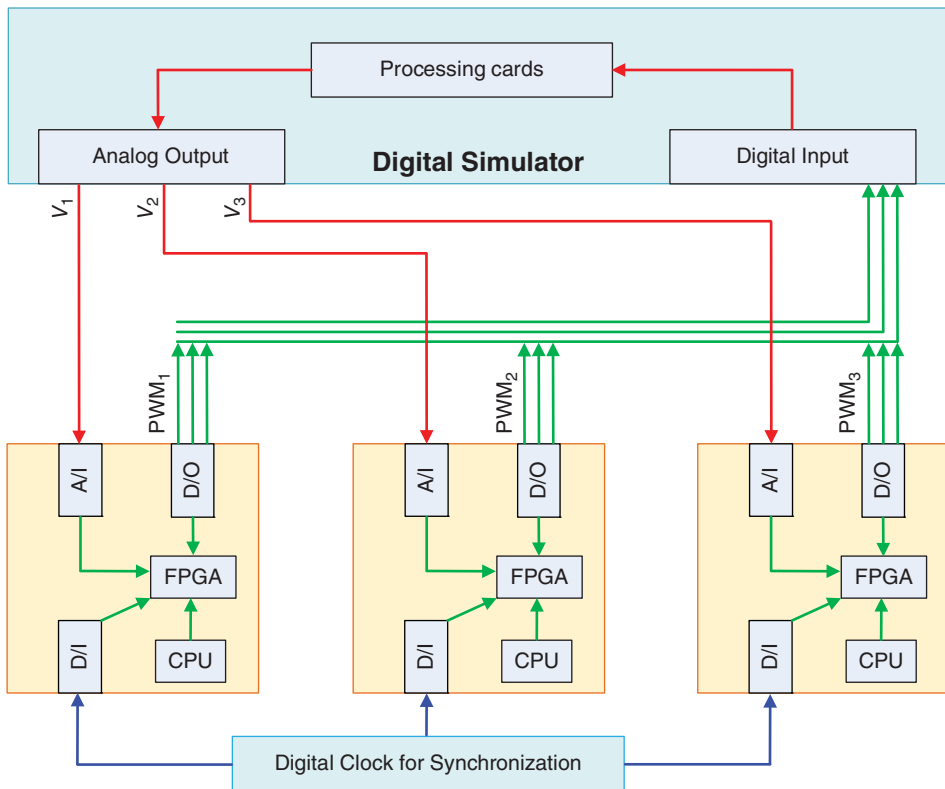 Processing cards
Analog Output
Digital Simulator
Digital Input
V1
V2
V3
PWM1
PWM2
PWM3
A/I
D/O
A/I
D/O
A/I
D/O
FPGA
FPGA
FPGA
D/I
CPU
D/I
CPU
D/I
CPU
Digital Clock for Synchronization